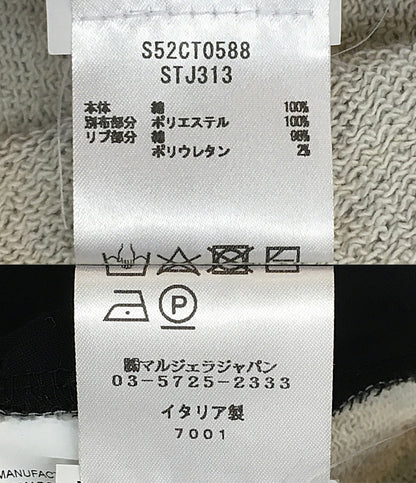 S52CT0588
STJ313
本体 綿 100%
別布部分 ポリエステル 100%
リブ部分 綿 98%
ポリウレタン 2%
P
㈱マルジェラジャパン
03-5725-2333
イタリア製
7001
MANUFAC